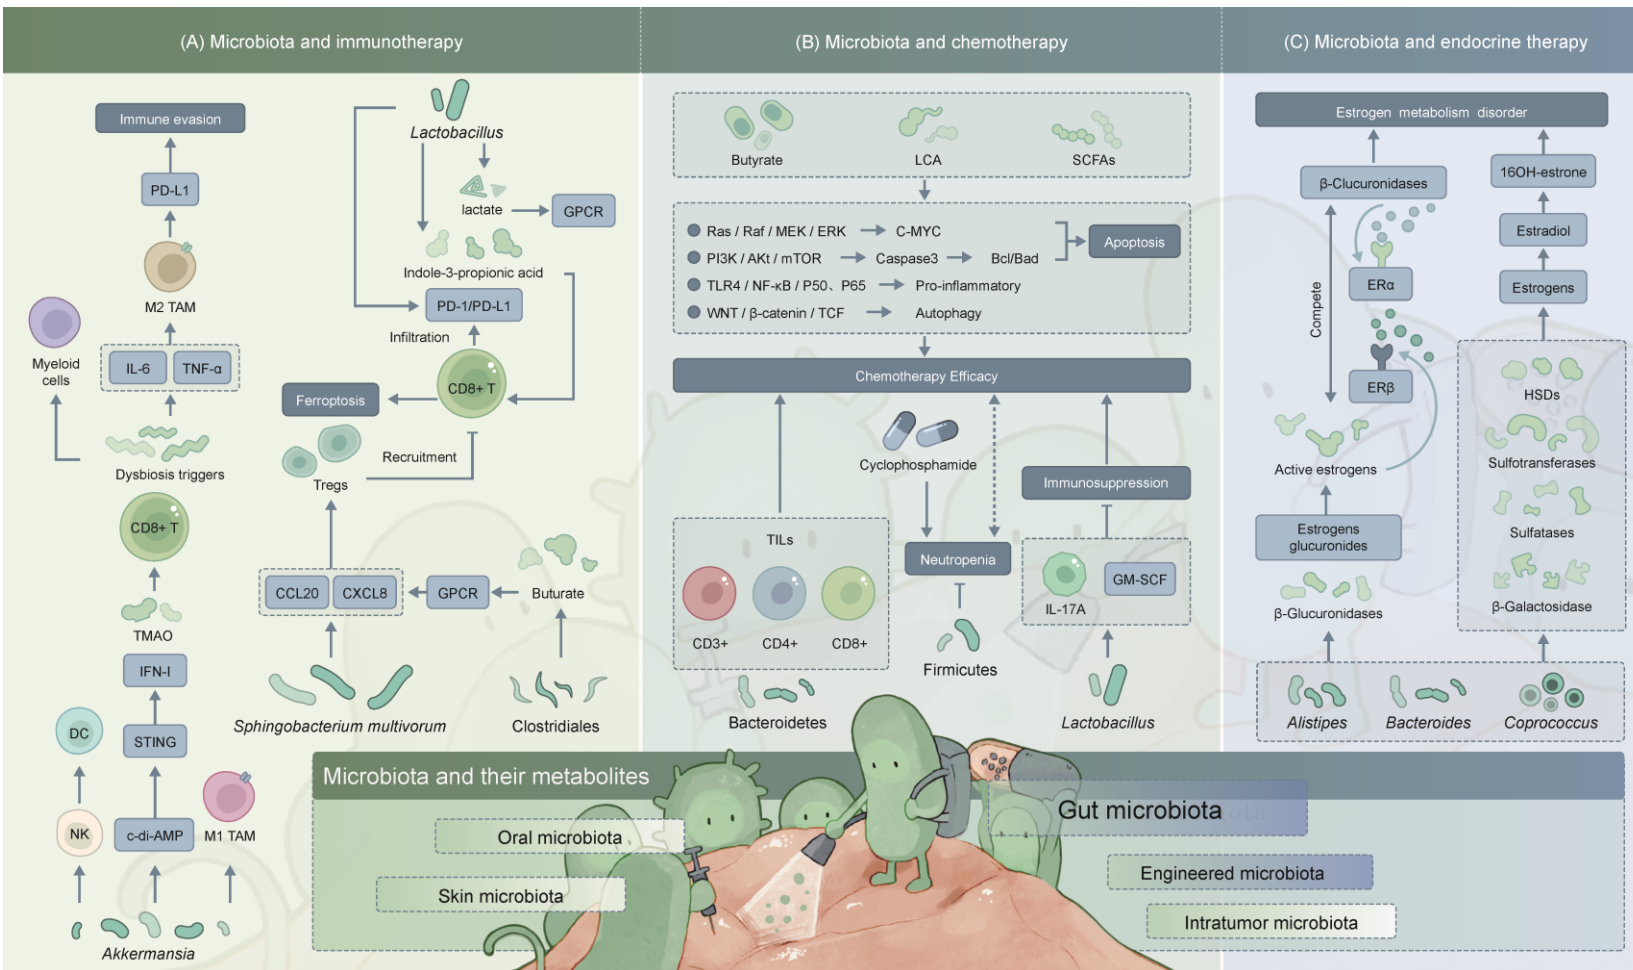 (A) Microbiota and immunotherapy
Immune evasion
PD-L1
M2 TAM
Myeloid
cells
IL-6
TNF-α
Dysbiosis triggers
CD8+ T
TMAO
IFN-I
STING
DC
NK
c-di-AMP
M1 TAM
Akkermansia
Lactobacillus
lactate
GPCR
Indole-3-propionic acid
PD-1/PD-L1
Infiltration
CD8+ T
Ferroptosis
Recruitment
Tregs
CCL20
CXCL8
GPCR
Buturate
Sphingobacterium multivorum
Clostridiales
(B) Microbiota and chemotherapy
Butyrate
LCA
SCFAs
Ras / Raf / MEK / ERK
C-MYC
PI3K / AKt / mTOR
Caspase3
Bcl/Bad
Apoptosis
TLR4 / NF-κB / P50、P65
Pro-inflammatory
WNT / β-catenin / TCF
Autophagy
Chemotherapy Efficacy
Cyclophosphamide
Immunosuppression
TILs
Neutropenia
CD3+
CD4+
CD8+
IL-17A
GM-SCF
Bacteroidetes
Firmicutes
Lactobacillus
(C) Microbiota and endocrine therapy
Estrogen metabolism disorder
β-Clucuronidases
16OH-estrone
Estradiol
Estrogens
ERα
Compete
ERβ
Active estrogens
Estrogens
glucuronides
β-Glucuronidases
HSDs
Sulfotransferases
Sulfatases
β-Galactosidase
Alistipes
Bacteroides
Coprococcus
Microbiota and their metabolites
Oral microbiota
Skin microbiota
Gut microbiota
Engineered microbiota
Intratumor microbiota